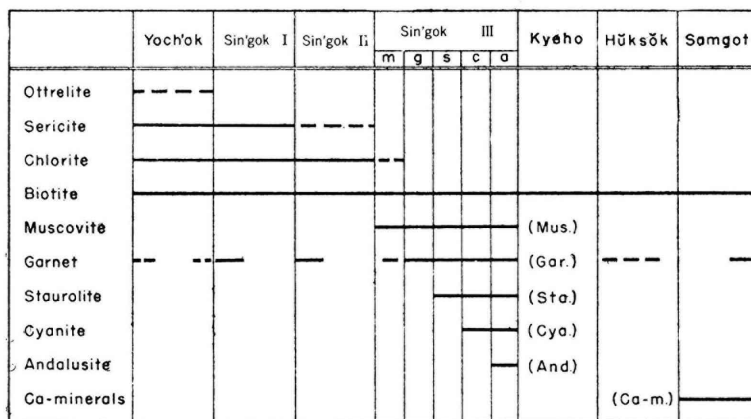 Yoch'ok Sin'gok I Sin'gok II Sin'gok III Kyeho Hŭksŏk Samgot
m g s c a
Ottrelite
Sericite
Chlorite
Biotite
Muscovite (Mus.)
Garnet (Gar.)
Staurolite (Sta.)
Cyanite (Cya.)
Andalusite (And.)
Ca-minerals (Ca-m.)